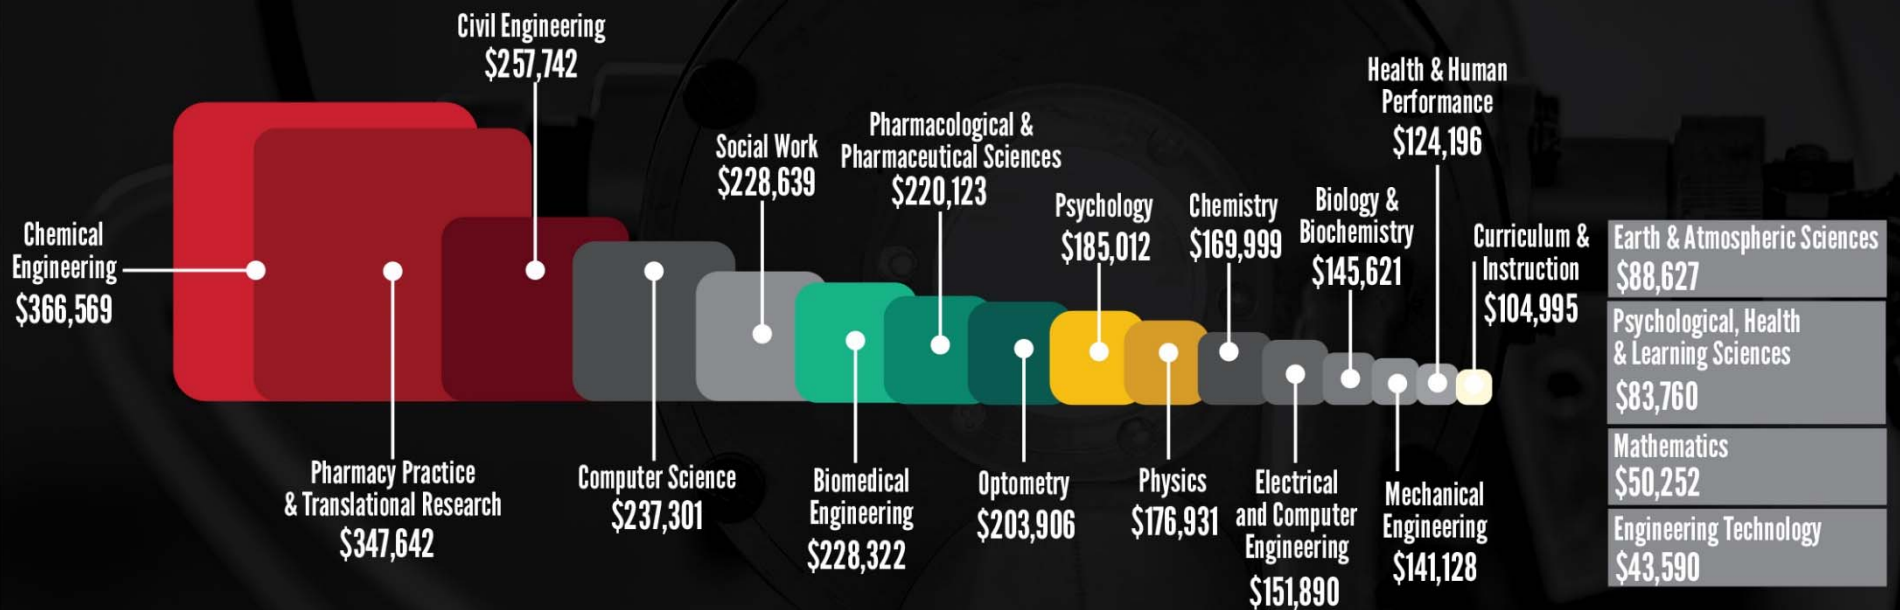 Chemical
Engineering
$366,569
Pharmacy Practice
& Translational Research
$347,642
Civil Engineering
$257,742
Computer Science
$237,301
Social Work
$228,639
Biomedical
Engineering
$228,322
Pharmacological &
Pharmaceutical Sciences
$220,123
Optometry
$203,906
Psychology
$185,012
Physics
$176,931
Chemistry
$169,999
Electrical
and Computer
Engineering
$151,890
Biology &
Biochemistry
$145,621
Mechanical
Engineering
$141,128
Health & Human
Performance
$124,196
Curriculum &
Instruction
$104,995
Earth & Atmospheric Sciences
$88,627
Psychological, Health
& Learning Sciences
$83,760
Mathematics
$50,252
Engineering Technology
$43,590